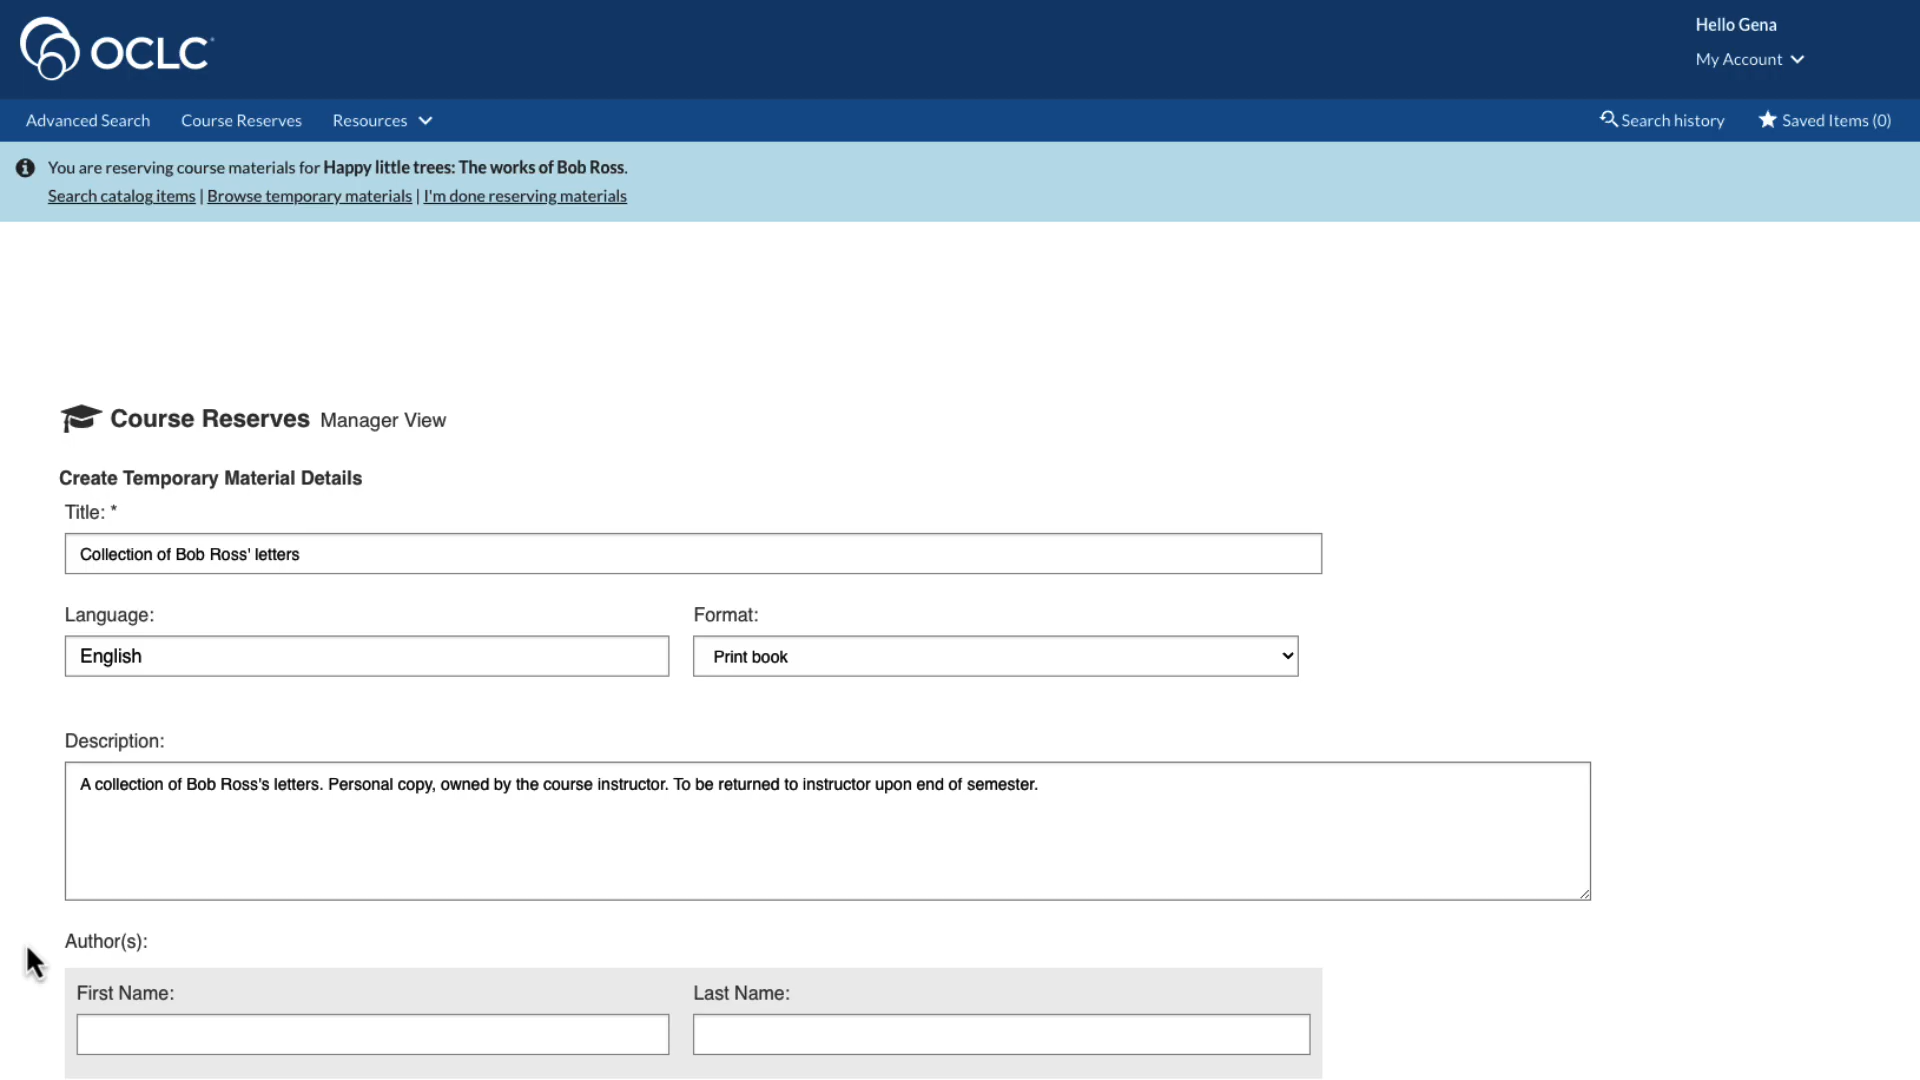 OCLC
Hello Gena
My Account
Advanced Search Course Reserves Resources Search history Saved Items (0)
You are reserving course materials for Happy little trees: The works of Bob Ross.
Search catalog items | Browse temporary materials | I'm done reserving materials
Course Reserves Manager View
Create Temporary Material Details
Title: *
Collection of Bob Ross' letters
Language: Format:
English Print book
Description:
A collection of Bob Ross's letters. Personal copy, owned by the course instructor. To be returned to instructor upon end of semester.
Author(s):
First Name: Last Name: